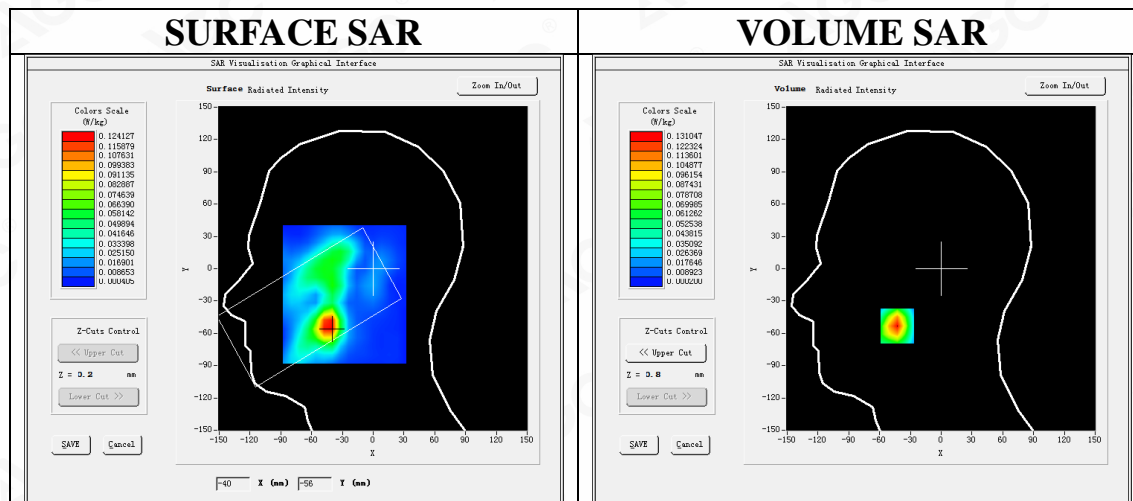 SURFACE SAR
SAR Visualisation Graphical Interface
Surface Radiated Intensity
Zoom In/Out
Colors Scale
(W/kg)
0.124127
0.115879
0.107631
0.099383
0.091135
0.082887
0.074639
0.066390
0.058142
0.049894
0.041646
0.033398
0.025150
0.016901
0.008653
0.000405
Z-Cuts Control
<< Upper Cut
Z = 0.2 mm
Lower Cut >>
SAVE Cancel
150
120
90
60
30
Y 0
-30
-60
-90
-120
-150
-150 -120 -90 -60 -30 0 30 60 90 120 150
X
-40 X (mm) -56 Y (mm)
VOLUME SAR
SAR Visualisation Graphical Interface
Volume Radiated Intensity
Zoom In/Out
Colors Scale
(W/kg)
0.131047
0.122324
0.113601
0.104877
0.096154
0.087431
0.078708
0.069985
0.061262
0.052538
0.043815
0.035092
0.026369
0.017646
0.008923
0.000200
Z-Cuts Control
<< Upper Cut
Z = 0.8 mm
Lower Cut >>
SAVE Cancel
150
120
90
60
30
Y 0
-30
-60
-90
-120
-150
-150 -120 -90 -60 -30 0 30 60 90 120 150
X